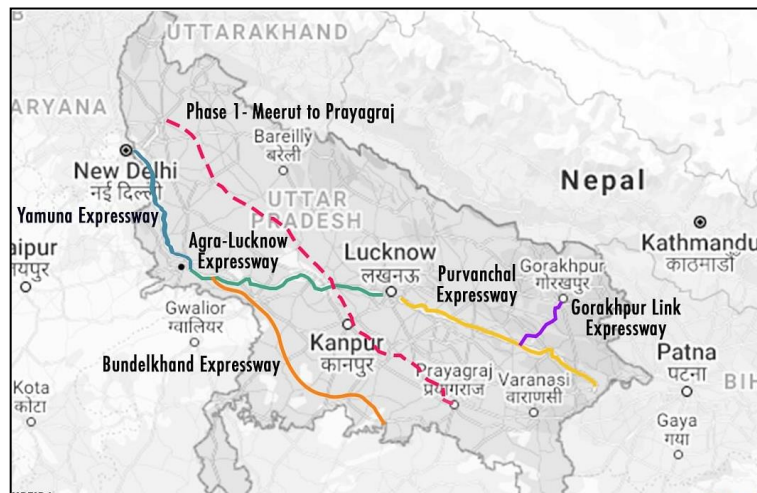 UTTARAKHAND
ARYANA
Phase 1- Meerut to Prayagraj
Bareilly
बरेली
New Delhi
नई दिल्ली
Nepal
UTTAR
PRADESH
Yamuna Expressway
Agra-Lucknow
Expressway
Lucknow
लखनऊ
Kathmandu
काठमाडौँ
aipur
यपुर
Purvanchal
Expressway
Gorakhpur
गोरखपुर
Gorakhpur Link
Expressway
Gwalior
ग्वालियर
Kanpur
कानपुर
Bundelkhand Expressway
Prayagraj
प्रयागराज
Varanasi
वाराणसी
Patna
पटना
BIH
Kota
कोटा
Gaya
गया